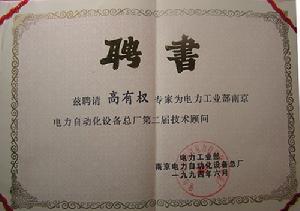 聘書
兹聘请 高有权 专家为电力工业部南京
电力自动化设备总厂第二届技术顾问
电力工业部
南京电力自动化设备总厂
一九九四年六月